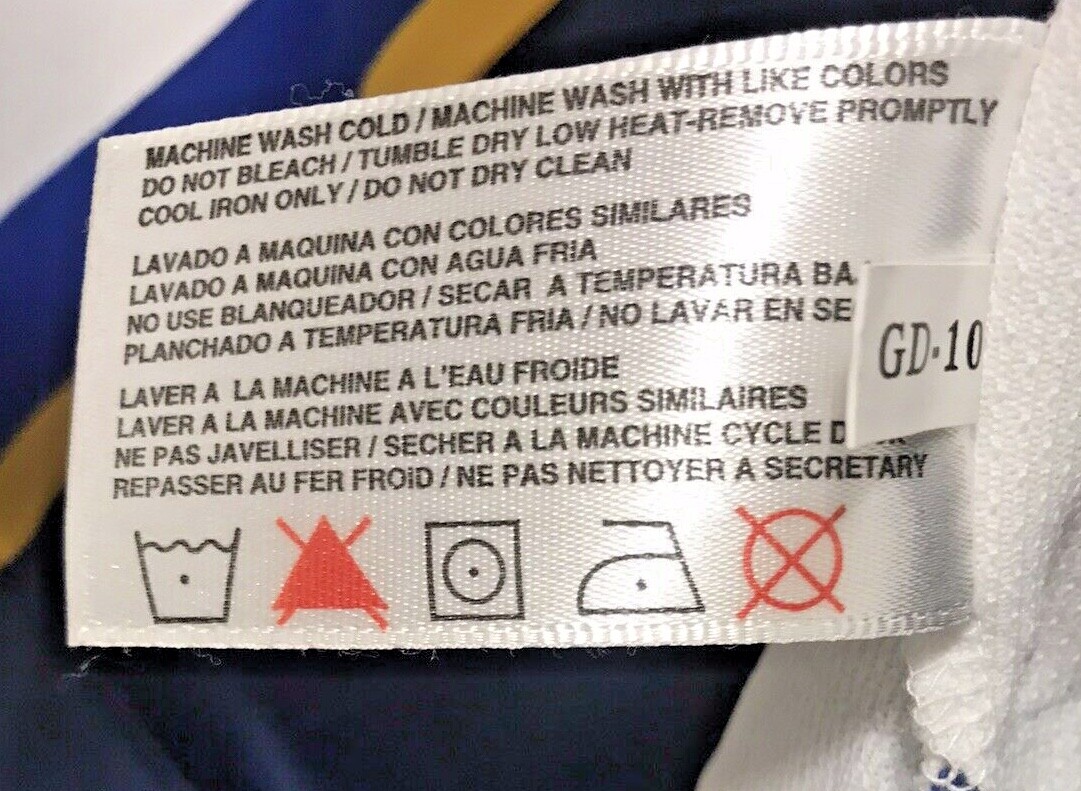 MACHINE WASH COLD / MACHINE WASH WITH LIKE COLORS
DO NOT BLEACH / TUMBLE DRY LOW HEAT-REMOVE PROMPTLY
COOL IRON ONLY / DO NOT DRY CLEAN
LAVADO A MAQUINA CON COLORES SIMILARES
LAVADO A MAQUINA CON AGUA FRIA
NO USE BLANQUEADOR / SECAR A TEMPERATURA BA
PLANCHADO A TEMPERATURA FRIA / NO LAVAR EN SE
GD-10
LAVER A LA MACHINE A L'EAU FROIDE
LAVER A LA MACHINE AVEC COULEURS SIMILAIRES
NE PAS JAVELLISER / SECHER A LA MACHINE CYCLE
REPASSER AU FER FROID / NE PAS NETTOYER A SECRETARY